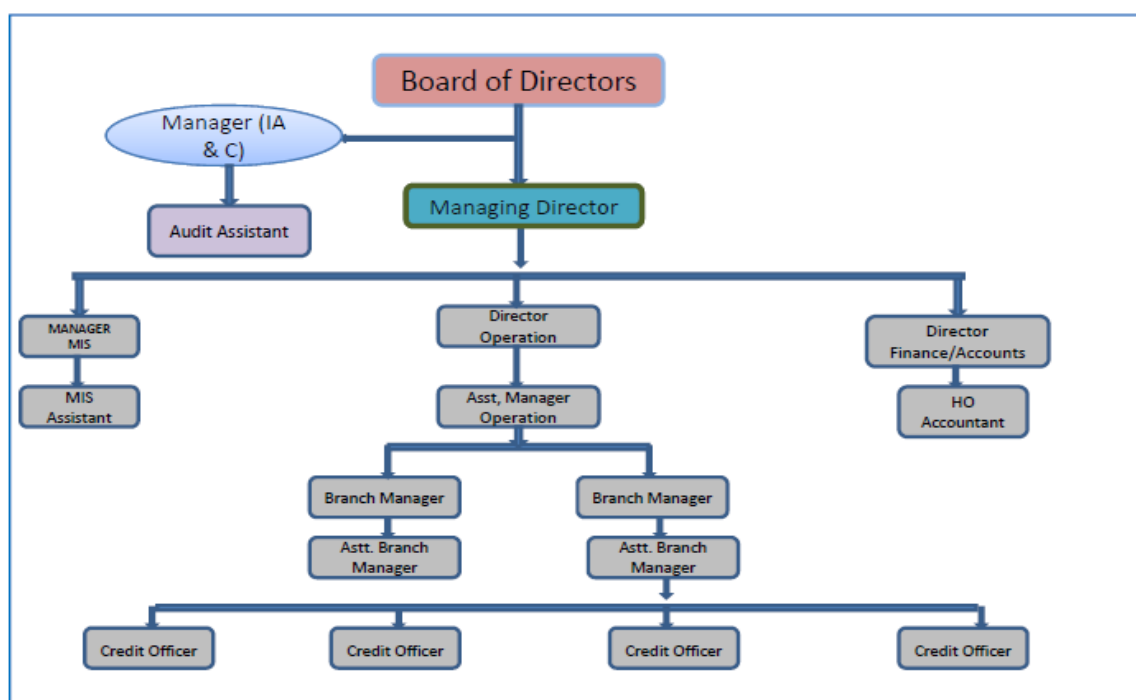 Board of Directors
Manager (IA
& C)
Managing Director
Audit Assistant
MANAGER
MIS
Director
Operation
Director
Finance/Accounts
MIS
Assistant
Asst, Manager
Operation
HO
Accountant
Branch Manager
Branch Manager
Astt. Branch
Manager
Astt. Branch
Manager
Credit Officer
Credit Officer
Credit Officer
Credit Officer